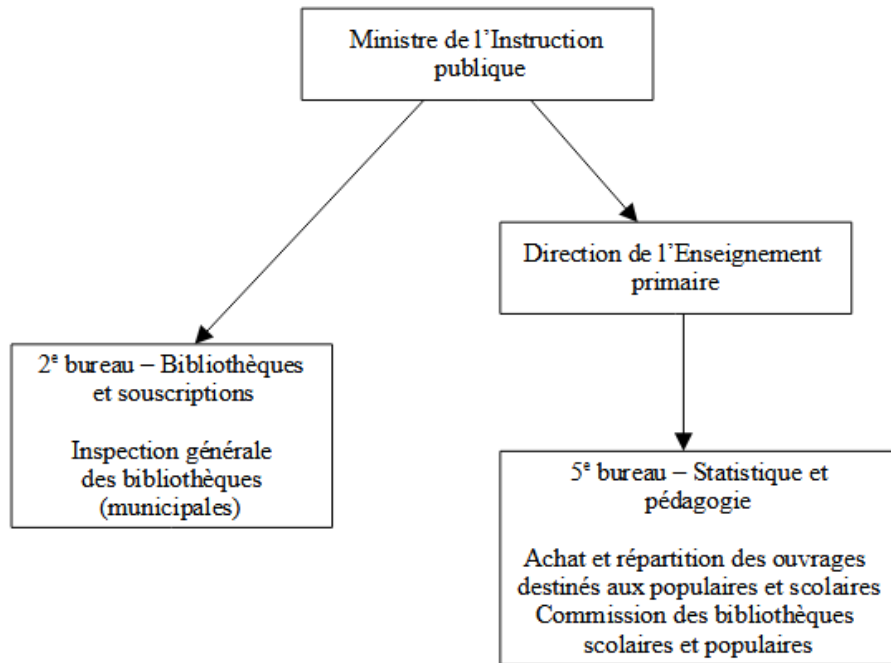 Ministre de l’Instruction
publique
Direction de l’Enseignement
primaire
2e bureau – Bibliothèques
et souscriptions
Inspection générale
des bibliothèques
(municipales)
5e bureau – Statistique et
pédagogie
Achat et répartition des ouvrages
destinés aux populaires et scolaires
Commission des bibliothèques
scolaires et populaires